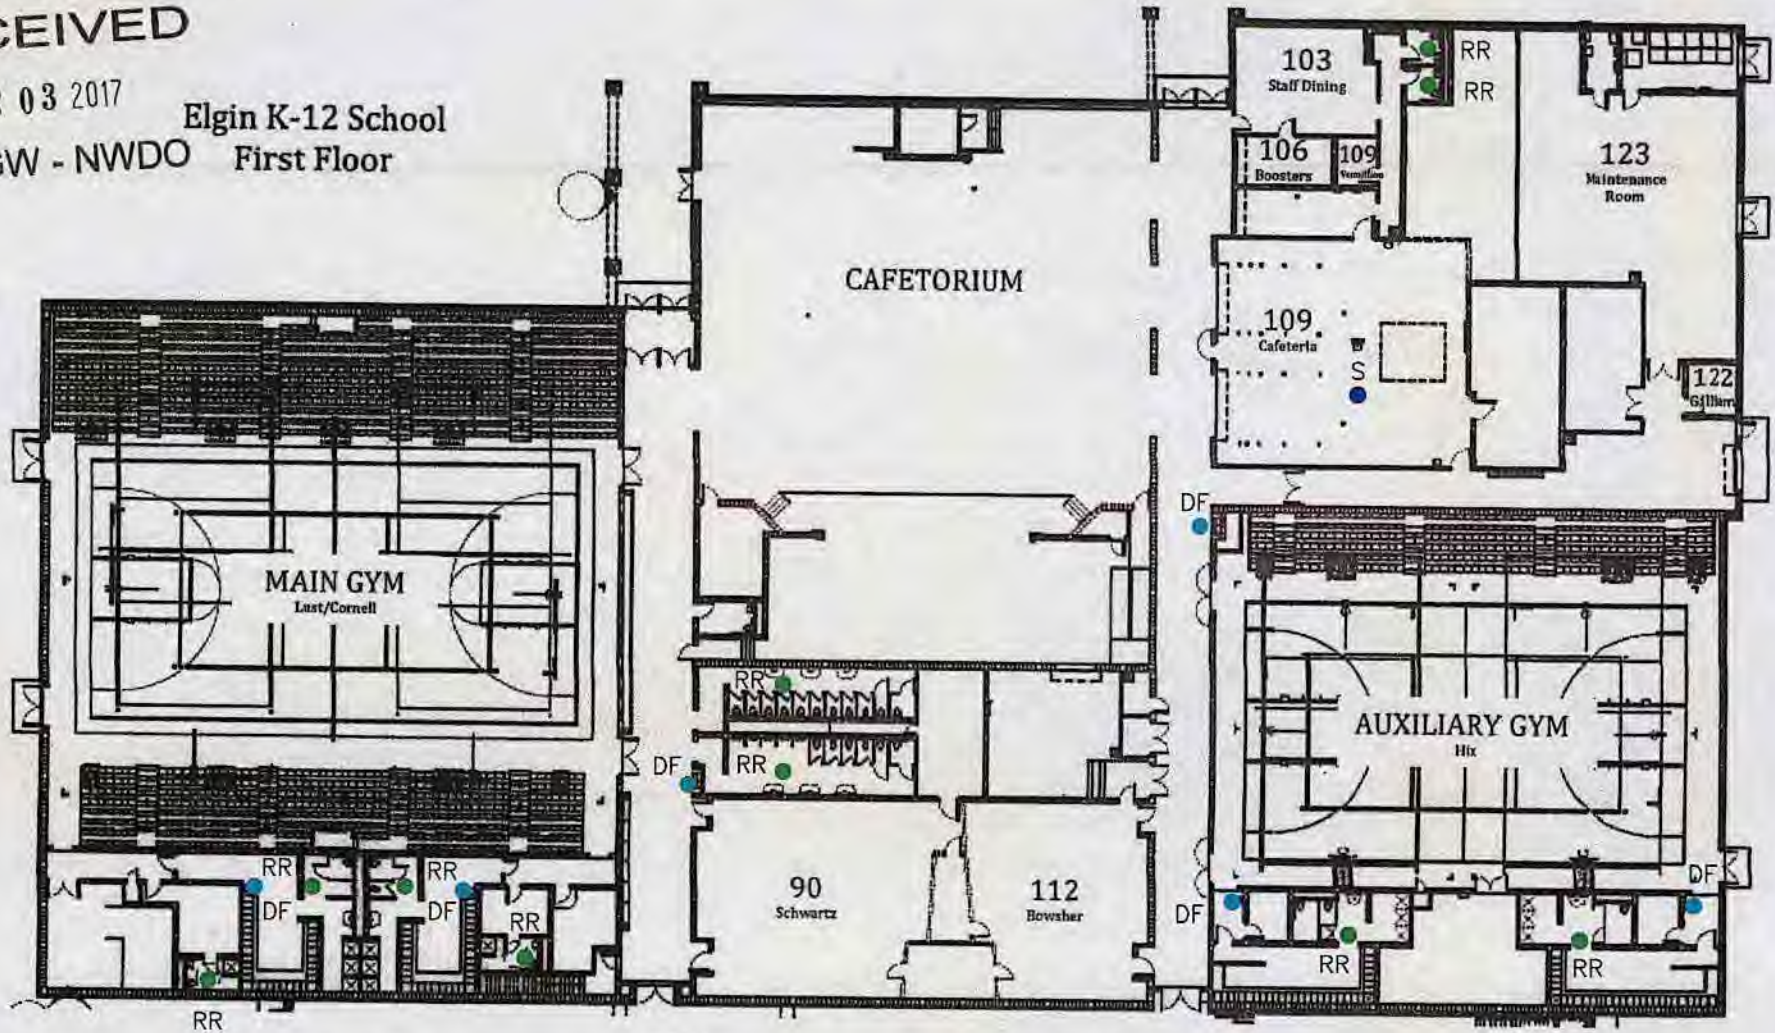 CEIVED
03 2017
GW - NWDO
Elgin K-12 School
First Floor
103
Staff Dining
RR
RR
106
Boosters
109
123
Maintenance
Room
CAFETORIUM
109
Cafeteria
S
122
Gilliam
DF
MAIN GYM
Lust/Cornell
RR
RR
DF
AUXILIARY GYM
Hix
90
Schwartz
112
Bowsher
RR
DF
RR
DF
RR
RR
DF
RR
RR
DF